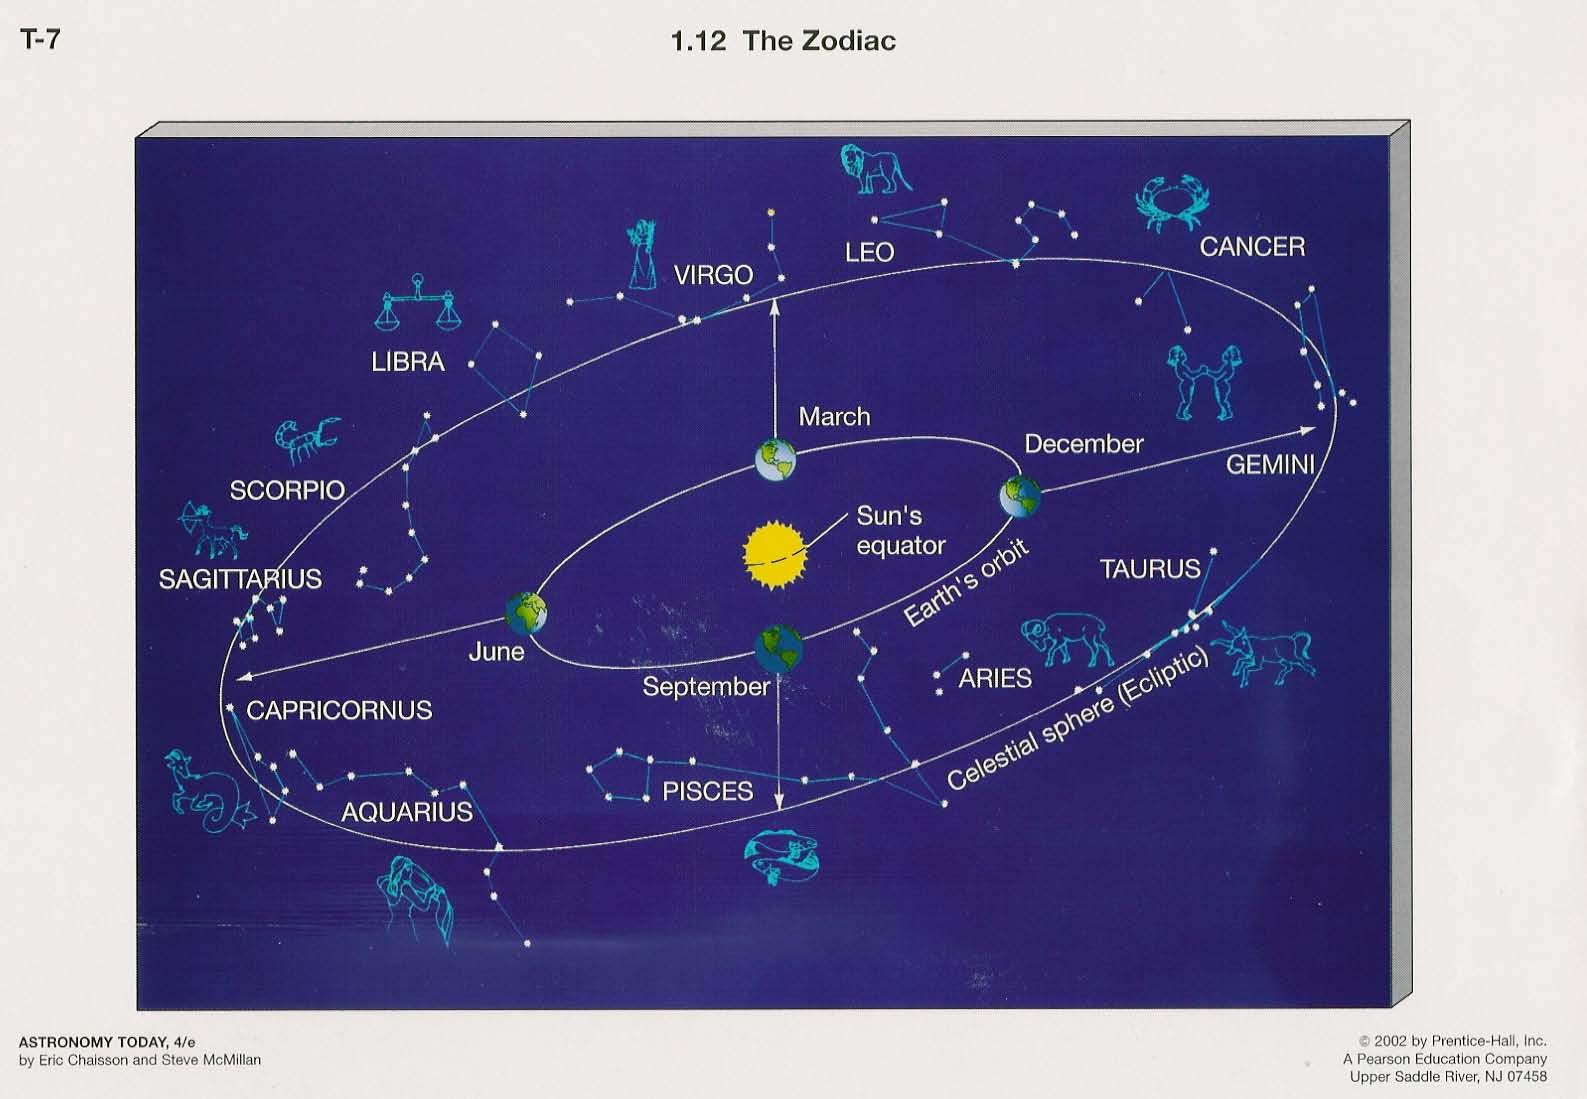 T-7
1.12 The Zodiac
LEO
CANCER
VIRGO
LIBRA
March
December
GEMINI
SCORPIO
Sun's
equator
SAGITTARIUS
TAURUS
Earth's orbit
June
September
ARIES
CAPRICORNUS
Celestial sphere (Ecliptic)
PISCES
AQUARIUS
ASTRONOMY TODAY, 4/e
by Eric Chaisson and Steve McMillan
© 2002 by Prentice-Hall, Inc.
A Pearson Education Company
Upper Saddle River, NJ 07458